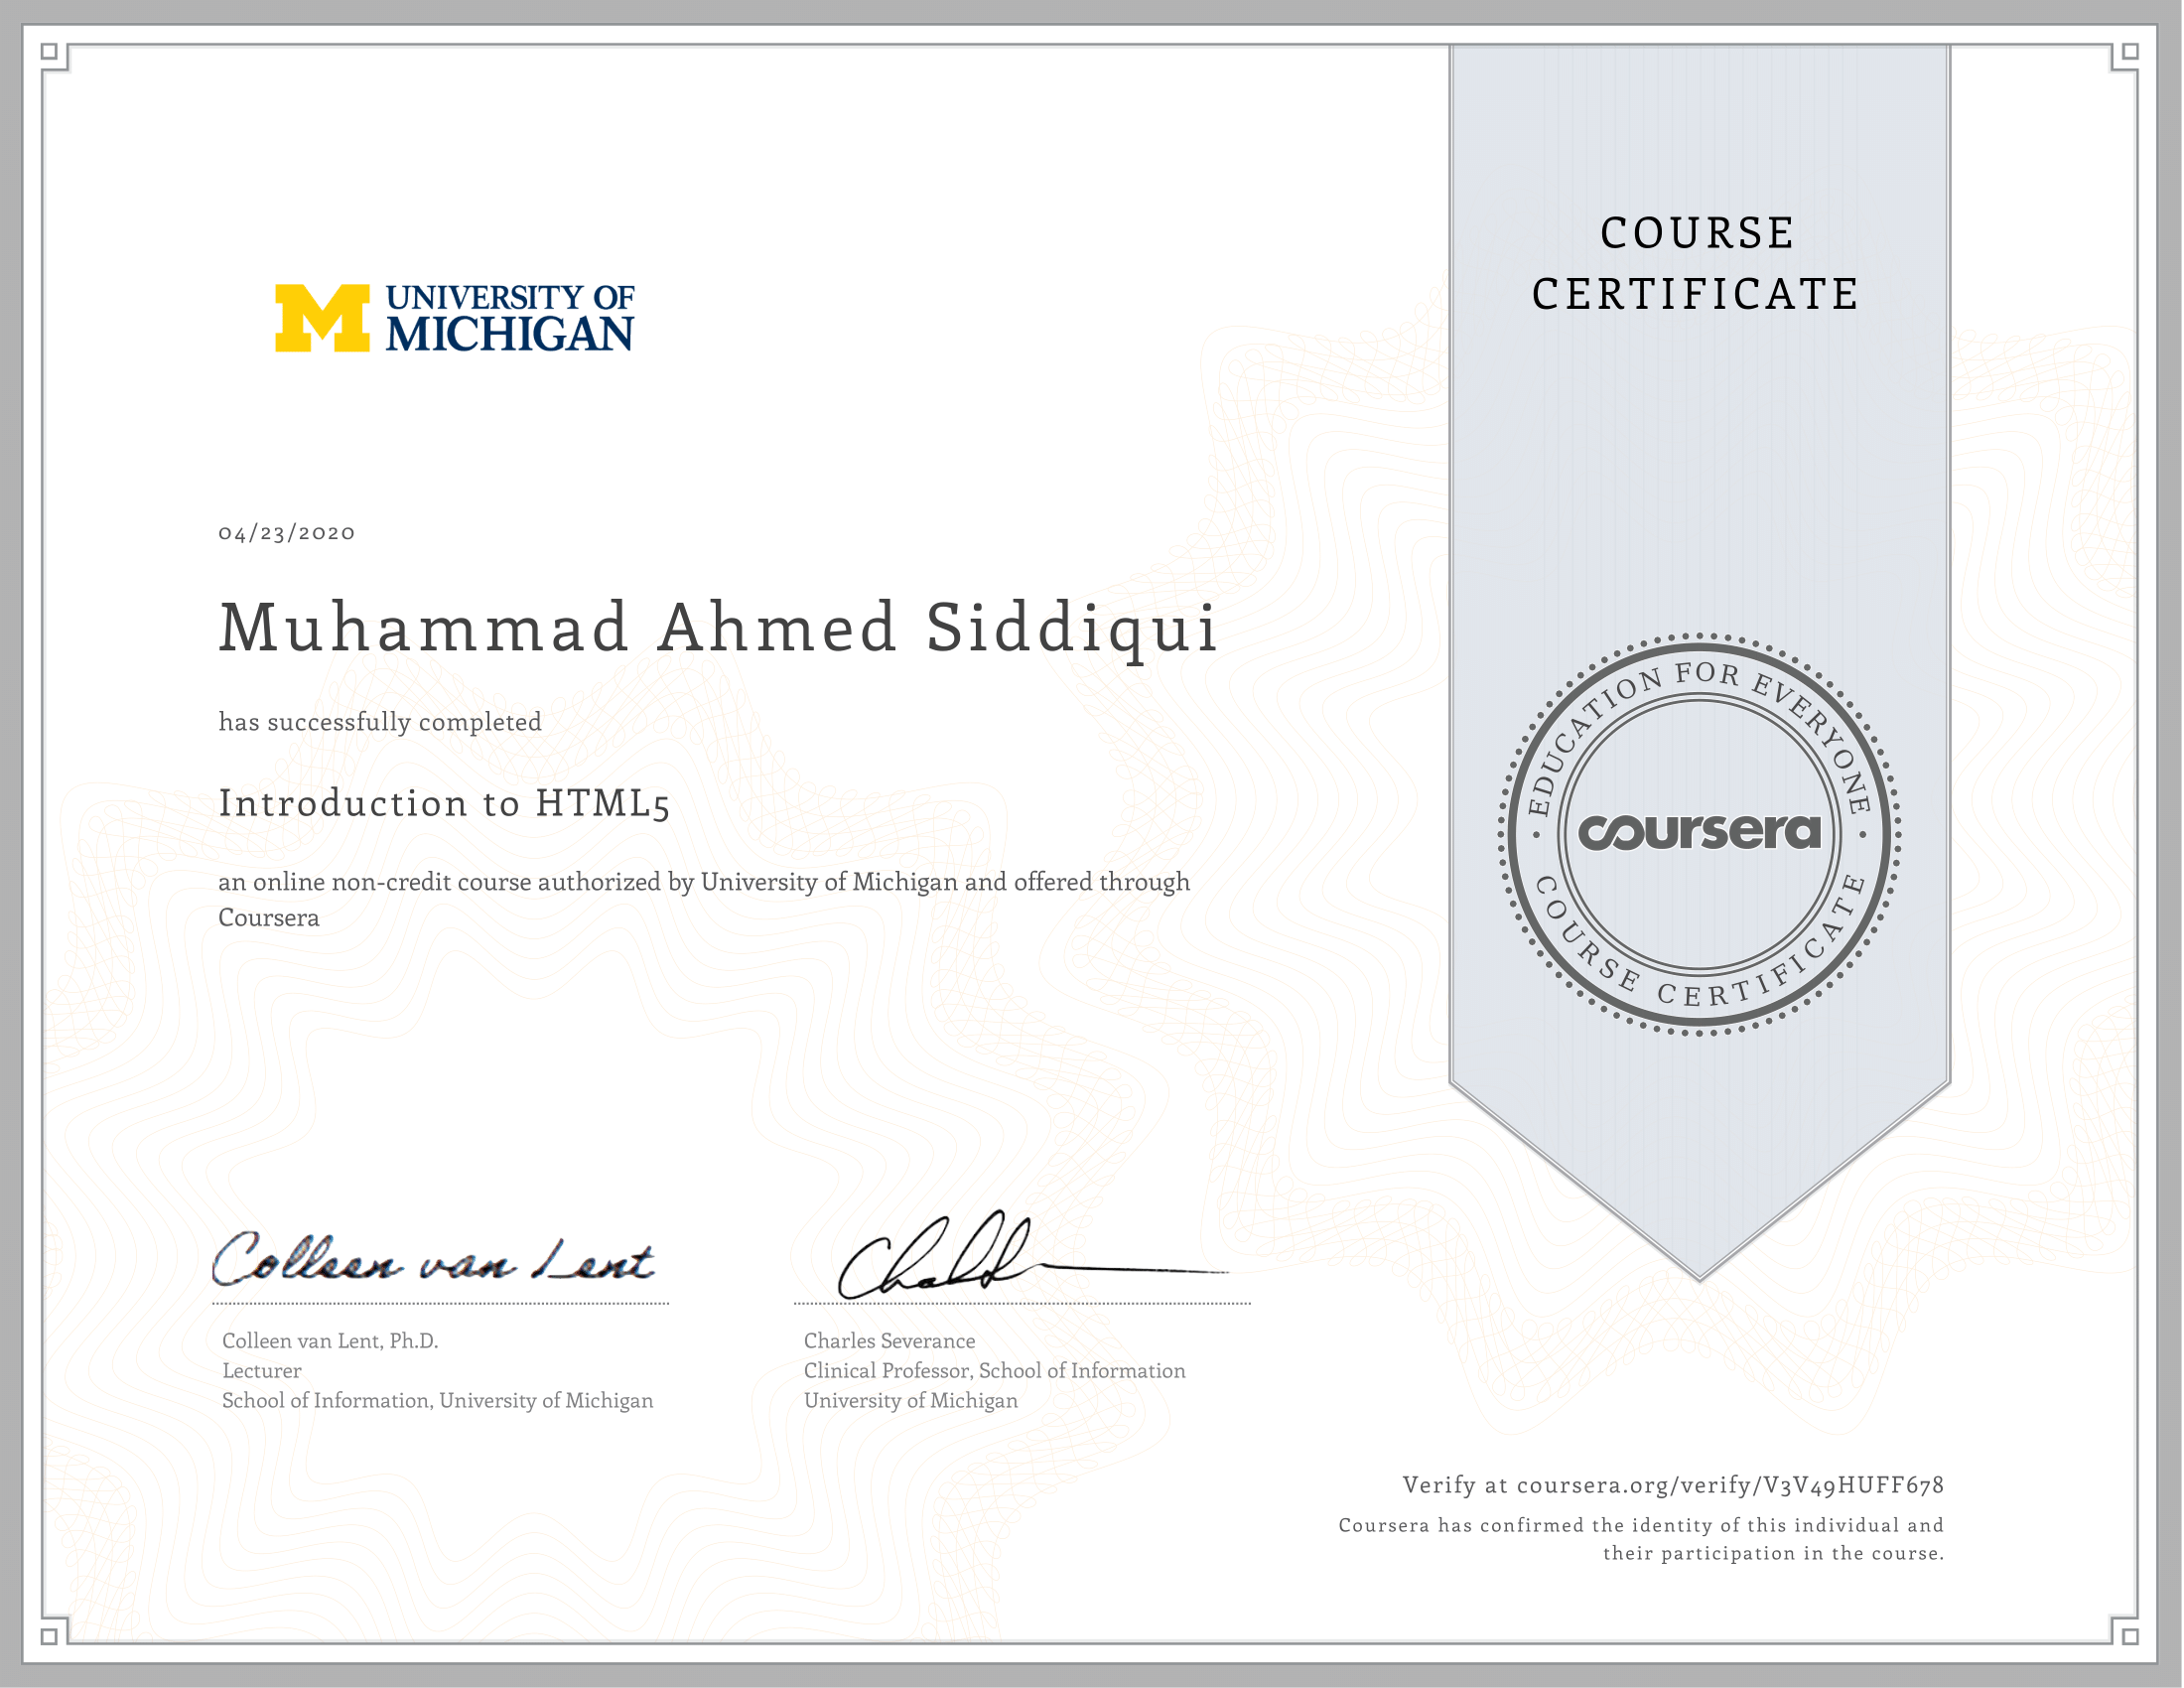 UNIVERSITY OF
MICHIGAN
COURSE
CERTIFICATE
04/23/2020
Muhammad Ahmed Siddiqui
has successfully completed
Introduction to HTML5
an online non-credit course authorized by University of Michigan and offered through
Coursera
EDUCATION FOR EVERYONE
coursera
COURSE CERTIFICATE
Colleen van Lent
Colleen van Lent, Ph.D.
Lecturer
School of Information, University of Michigan
Charles Severance
Clinical Professor, School of Information
University of Michigan
Verify at coursera.org/verify/V3V49HUFF678
Coursera has confirmed the identity of this individual and
their participation in the course.